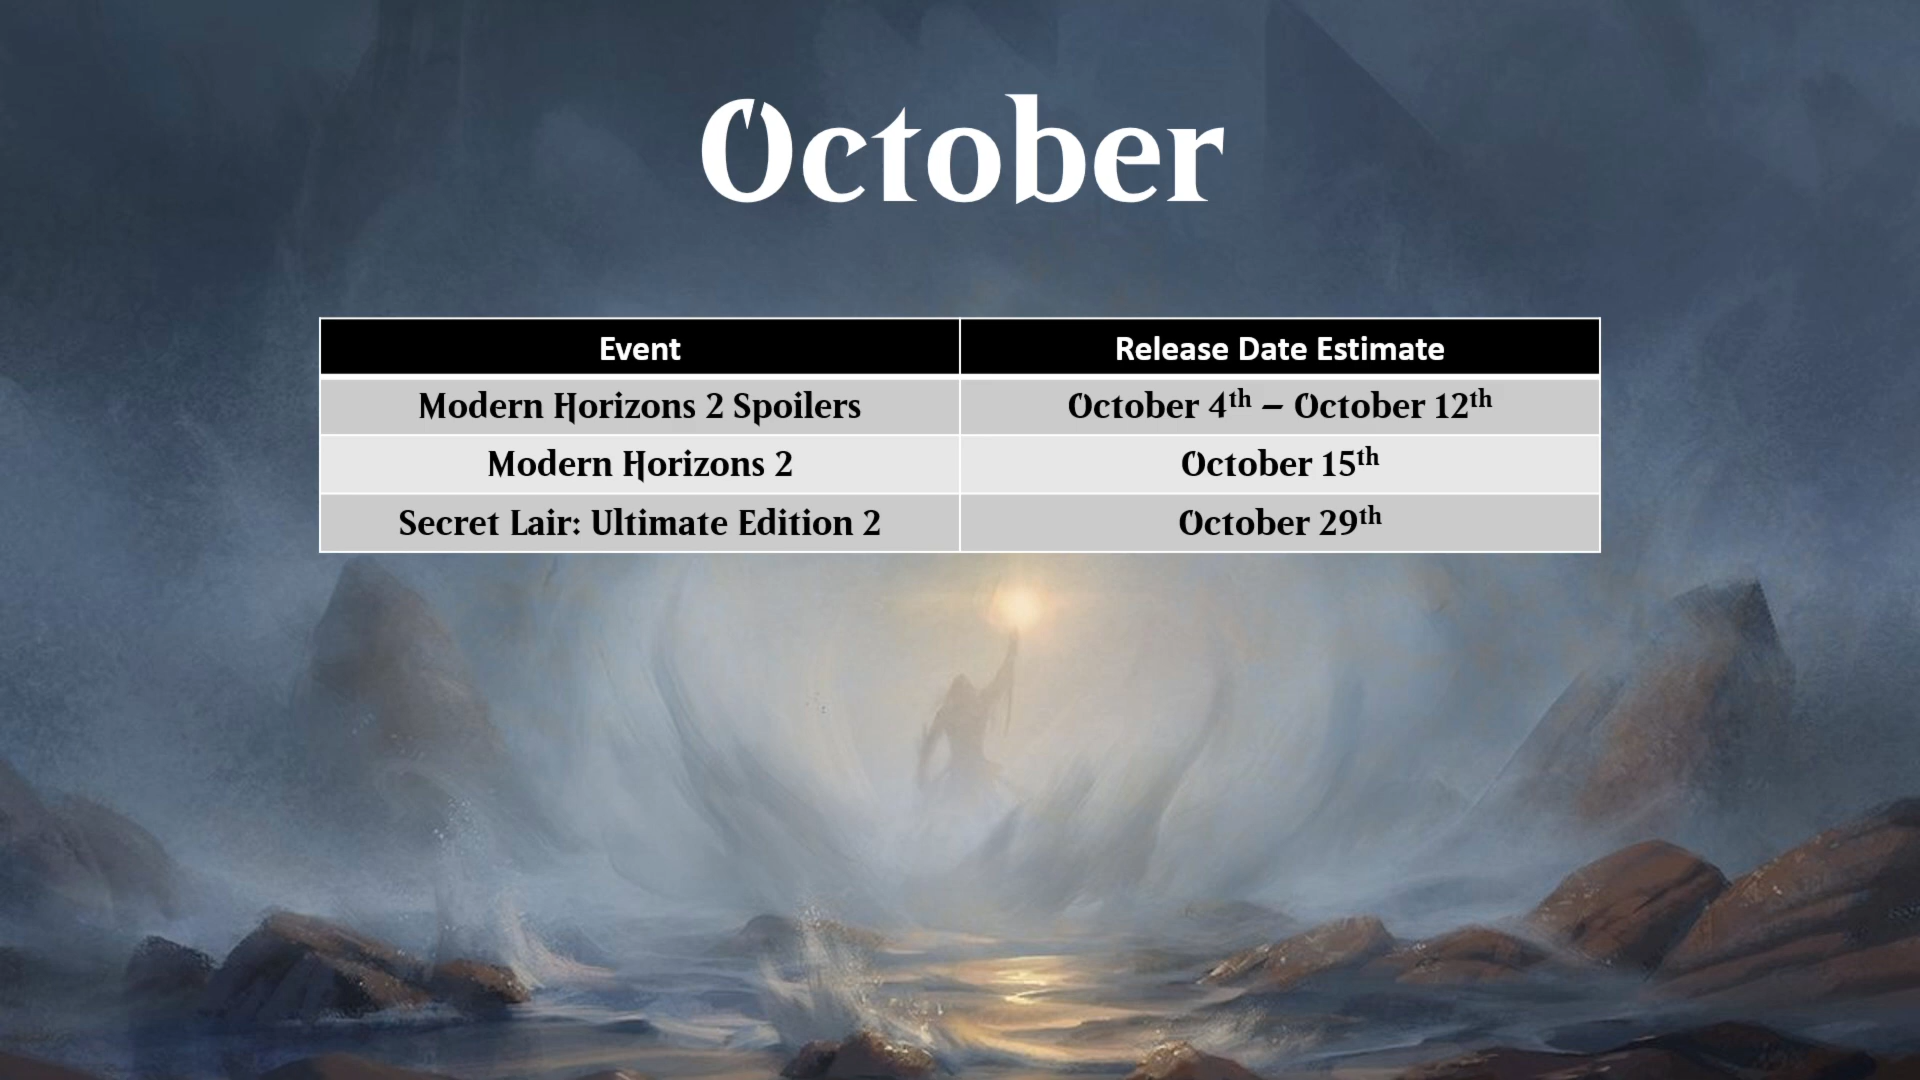 October
Event Release Date Estimate
Modern Horizons 2 Spoilers October 4th – October 12th
Modern Horizons 2 October 15th
Secret Lair: Ultimate Edition 2 October 29th